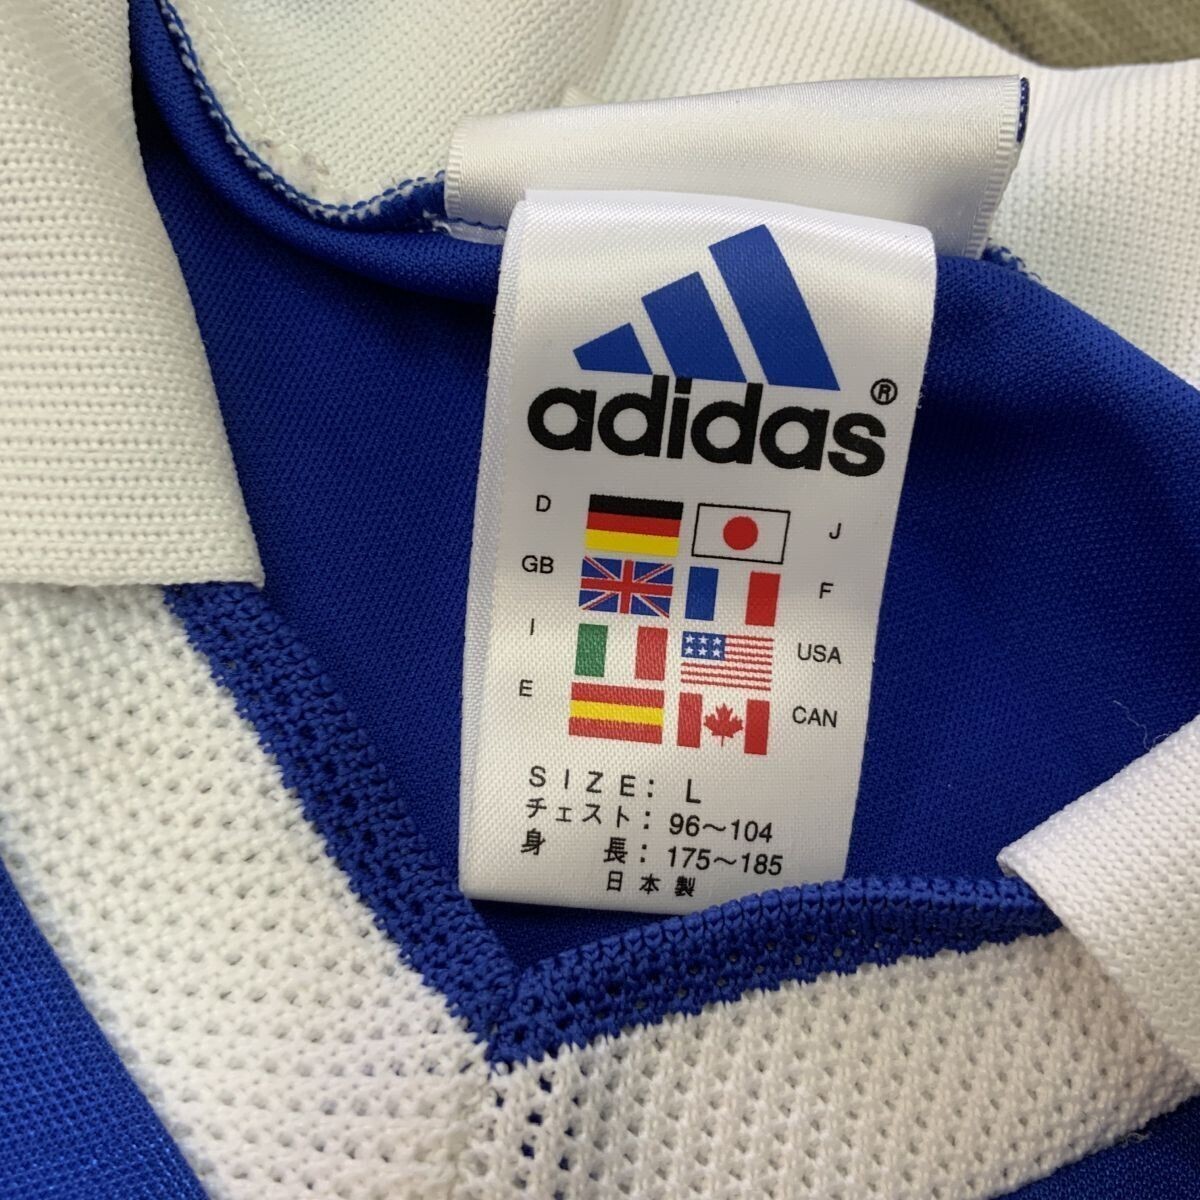 adidas®
D J
GB F
I USA
E CAN
SIZE: L
チェスト: 96～104
身長: 175～185
日本製